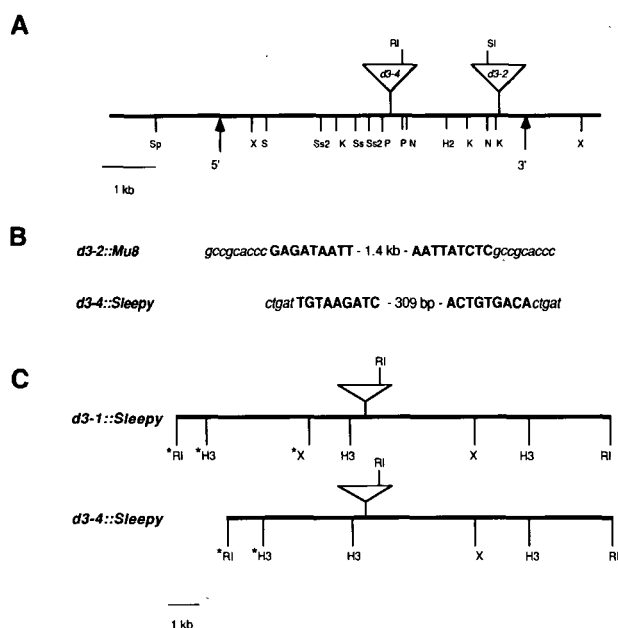 A
RI SI
d3-4 d3-2
Sp X S Ss2 K Ss Ss2 P P N H2 K N K X
5' 3'
1 kb
B
d3-2::Mu8 gccgcaccc GAGATAATT - 1.4 kb - AATTATCTC gccgcaccc
d3-4::Sleepy ctgat TGTAAGATC - 309 bp - ACTGTGACA ctgat
C
RI
d3-1::Sleepy
*RI *H3 *X H3 X H3 RI
RI
d3-4::Sleepy
*RI *H3 H3 X H3 RI
1 kb